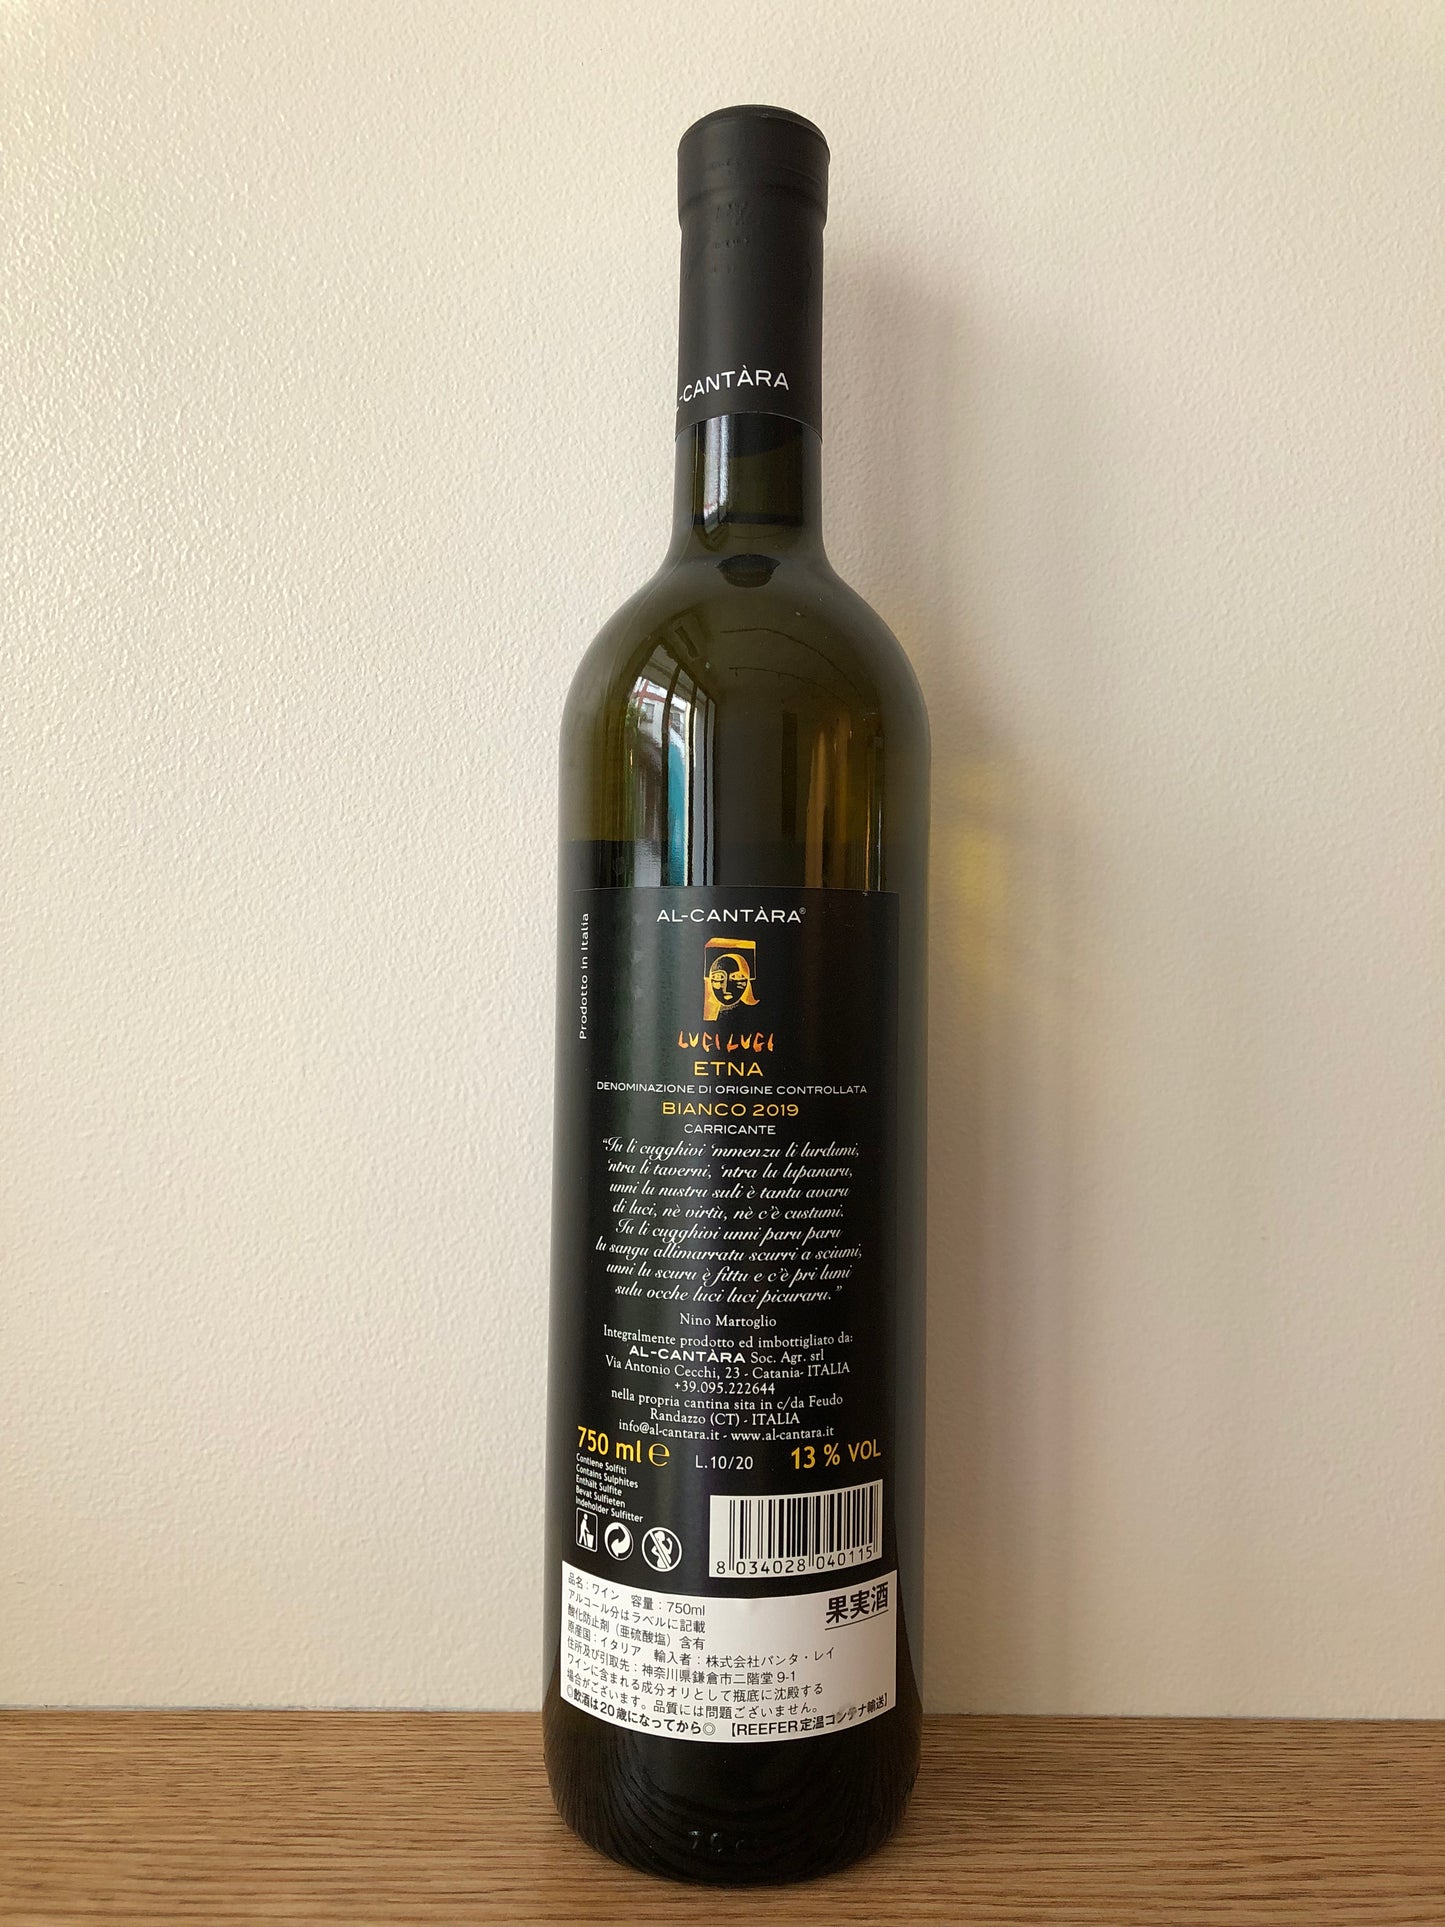 -CANTÀRA
AL-CANTÀRA®
Prodotto in Italia
LUCI LUCI
ETNA
DENOMINAZIONE DI ORIGINE CONTROLLATA
BIANCO 2019
CARRICANTE
“Iu li cugghivi ‘mmenzu li lurdumi,
‘ntra li taverni, ‘ntra lu lupanaru,
unni lu nustru suli è tantu avaru
di luci, nè virtù, nè c’è custumi.
Iu li cugghivi unni paru paru
lu sangu allimarratu scurri a sciumi,
unni lu scuru è fittu e c’è pri lumi
sulu ocche luci luci picuraru.”
Nino Martoglio
Integralmente prodotto ed imbottigliato da:
AL-CANTÀRA Soc. Agr. srl
Via Antonio Cecchi, 23 - Catania- ITALIA
+39.095.222644
nella propria cantina sita in c/da Feudo
Randazzo (CT) - ITALIA
info@al-cantara.it - www.al-cantara.it
750 ml e L.10/20 13 % VOL
Contiene Solfiti
Contains Sulphites
Enthält Sulfite
Bevat Sulfieten
Indeholder Sulfitter
8 034028 040115
果実酒
品名：ワイン 容量：750ml
アルコール分はラベルに記載
酸化防止剤（亜硫酸塩）含有
原産国：イタリア 輸入者：株式会社パンタ・レイ
住所及び引取先：神奈川県鎌倉市二階堂 9-1
ワインに含まれる成分オリとして瓶底に沈殿する
場合がございます。品質には問題ございません。
◎飲酒は20歳になってから◎ 【REEFER定温コンテナ輸送】